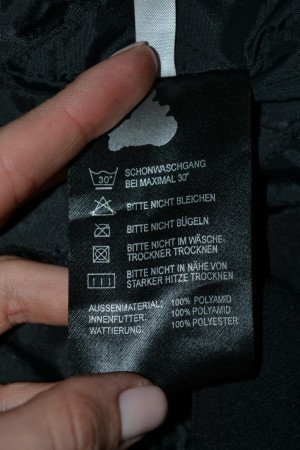 30°
SCHONWASCHGANG
BEI MAXIMAL 30°
BITTE NICHT BLEICHEN
BITTE NICHT BÜGELN
BITTE NICHT IM WÄSCHE-
TROCKNER TROCKNEN
BITTE NICHT IN NÄHE VON
STARKER HITZE TROCKNEN
AUSSENMATERIAL: 100% POLYAMID
INNENFUTTER: 100% POLYAMID
WATTIERUNG: 100% POLYESTER